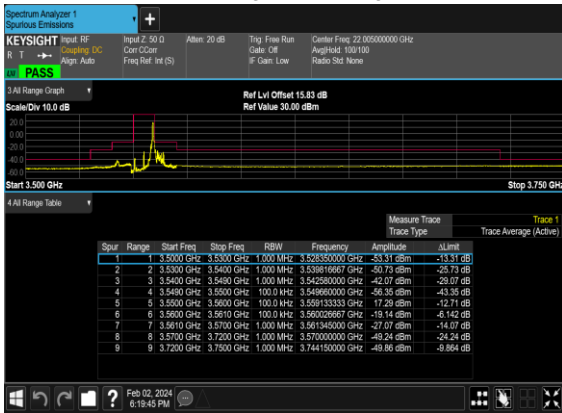 Spectrum Analyzer 1
Spurious Emissions
KEYSIGHT Input: RF Input Z: 50 Ω Atten: 20 dB Trig: Free Run Center Freq: 22.005000000 GHz
R T Coupling: DC Corr CCorr Gate: Off Avg|Hold: 100/100
Align: Auto Freq Ref: Int (S) IF Gain: Low Radio Std: None
PASS
3 All Range Graph
Ref Lvl Offset 15.83 dB
Scale/Div 10.0 dB Ref Value 30.00 dBm
20.0
0.00
-20.0
-40.0
-60.0
Start 3.500 GHz Stop 3.750 GHz
4 All Range Table
Measure Trace Trace 1
Trace Type Trace Average (Active)
Spur Range Start Freq Stop Freq RBW Frequency Amplitude ΔLimit
1 1 3.5000 GHz 3.5300 GHz 1.000 MHz 3.528350000 GHz -53.31 dBm -13.31 dB
2 2 3.5300 GHz 3.5400 GHz 1.000 MHz 3.539816667 GHz -50.73 dBm -25.73 dB
3 3 3.5400 GHz 3.5490 GHz 1.000 MHz 3.542580000 GHz -42.07 dBm -29.07 dB
4 4 3.5490 GHz 3.5500 GHz 100.0 kHz 3.549660000 GHz -56.35 dBm -43.35 dB
5 5 3.5500 GHz 3.5600 GHz 100.0 kHz 3.559133333 GHz 17.29 dBm -12.71 dB
6 6 3.5600 GHz 3.5610 GHz 100.0 kHz 3.560026667 GHz -19.14 dBm -6.142 dB
7 7 3.5610 GHz 3.5700 GHz 1.000 MHz 3.561345000 GHz -27.07 dBm -14.07 dB
8 8 3.5700 GHz 3.7200 GHz 1.000 MHz 3.570000000 GHz -49.24 dBm -24.24 dB
9 9 3.7200 GHz 3.7500 GHz 1.000 MHz 3.744150000 GHz -49.86 dBm -9.864 dB
Feb 02, 2024
6:19:45 PM